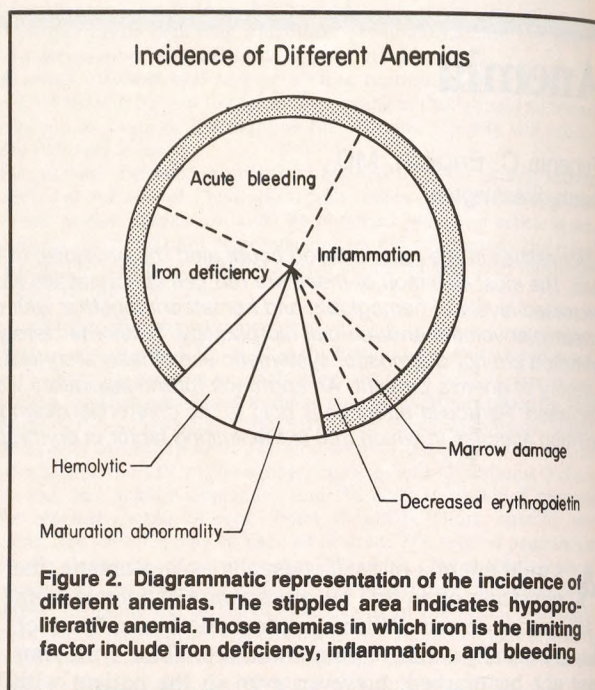 Incidence of Different Anemias
Acute bleeding
Inflammation
Iron deficiency
Marrow damage
Hemolytic
Decreased erythropoietin
Maturation abnormality
Figure 2. Diagrammatic representation of the incidence of
different anemias. The stippled area indicates hypopro-
liferative anemia. Those anemias in which iron is the limiting
factor include iron deficiency, inflammation, and bleeding